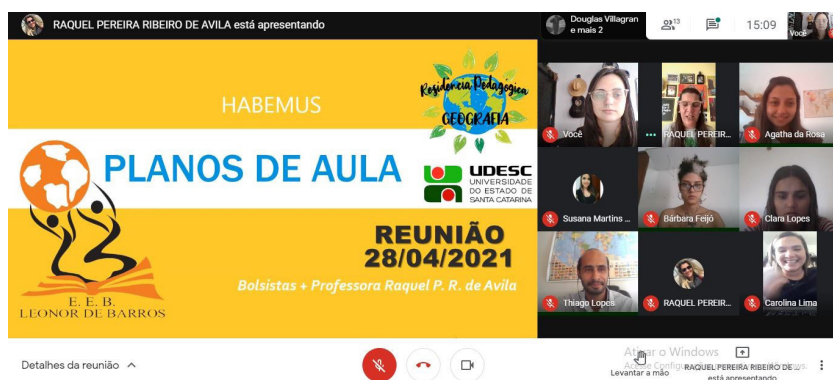 RAQUEL PEREIRA RIBEIRO DE AVILA está apresentando
Douglas Villagran
e mais 2
13
15:09
Você
HABEMUS
Residencia Pedagógica
GEOGRAFIA
PLANOS DE AULA
UDESC
UNIVERSIDADE
DO ESTADO DE
SANTA CATARINA
REUNIÃO
28/04/2021
Bolsistas + Professora Raquel P. R. de Avila
E. E. B.
LEONOR DE BARROS
Você
RAQUEL PEREIR...
Agatha da Rosa
Susana Martins ...
Bárbara Feijó
Clara Lopes
Thiago Lopes
RAQUEL PEREIR...
Carolina Lima
Detalhes da reunião
Ativar o Windows
Levantar a mão
RAQUEL PEREIRA RIBEIRO DE ...
está apresentando